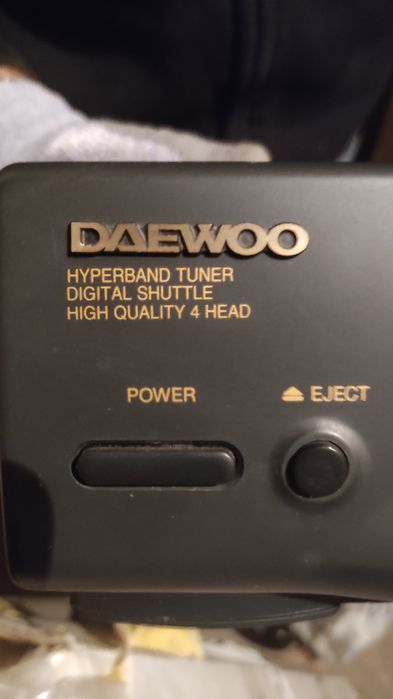 DAEWOO
HYPERBAND TUNER
DIGITAL SHUTTLE
HIGH QUALITY 4 HEAD
POWER
⏏ EJECT